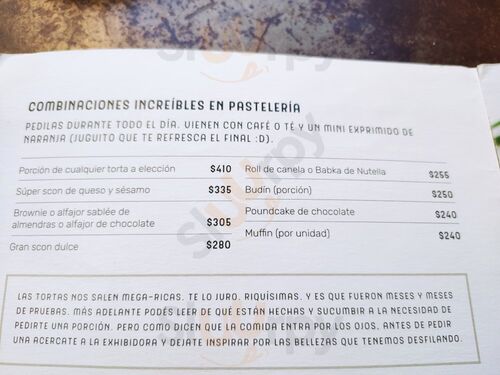 COMBINACIONES INCREÍBLES EN PASTELERÍA
PEDILAS DURANTE TODO EL DÍA. VIENEN CON CAFÉ O TÉ Y UN MINI EXPRIMIDO DE
NARANJA (JUGUITO QUE TE REFRESCA EL FINAL :D).
Porción de cualquier torta a elección $410
Súper scon de queso y sésamo $335
Brownie o alfajor sablée de
almendras o alfajor de chocolate $305
Gran scon dulce $280
Roll de canela o Babka de Nutella $255
Budín (porción) $250
Poundcake de chocolate $240
Muffin (por unidad) $240
LAS TORTAS NOS SALEN MEGA-RICAS. TE LO JURO. RIQUÍSIMAS. Y ES QUE FUERON MESES Y MESES
DE PRUEBAS. MÁS ADELANTE PODÉS LEER DE QUÉ ESTÁN HECHAS Y SUCUMBIR A LA NECESIDAD DE
PEDIRTE UNA PORCIÓN. PERO COMO DICEN QUE LA COMIDA ENTRA POR LOS OJOS, ANTES DE PEDIR
UNA ACERCATE A LA EXHIBIDORA Y DEJATE INSPIRAR POR LAS BELLEZAS QUE TENEMOS DESFILANDO.
sluurpy
sluurpy
sluurpy